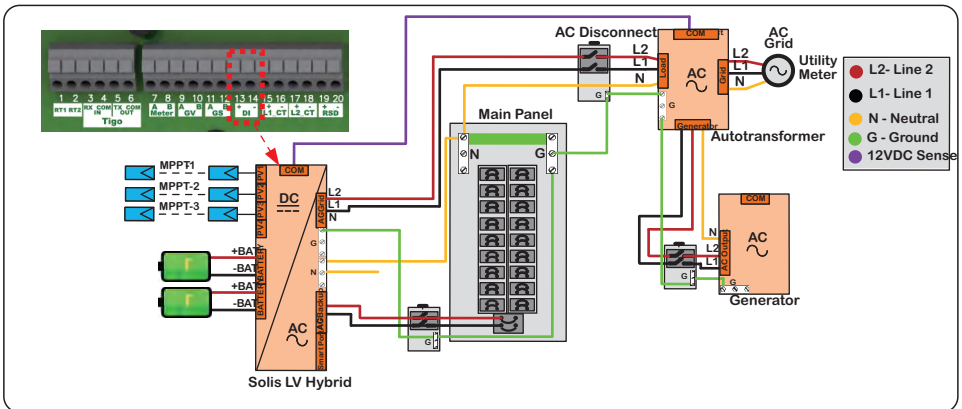 COM
AC Disconnect
L2
L1
N
Load
AC
Grid
L2
L1
N
AC
Grid
Utility
Meter
G
G
Generator
Autotransformer
L2- Line 2
L1- Line 1
N - Neutral
G - Ground
12VDC Sense
1 2 3 4 5 6 7 8 9 10 11 12 13 14 15 16 17 18 19 20
RT1 RT2 RX COM TX COM A B A B A B + - + - + - RSD
IN OUT Meter GV GS DI L1 CT L2 CT
Tigo
Main Panel
N
G
MPPT1
MPPT-2
MPPT-3
PV1
PV2
PV3
PV4
COM
DC
AC Grid
L2
L1
N
G
N
+BAT
-BAT
+BAT
-BAT
BATTERY
BATTERY
AC
AC Backup
Smart Port
G
Solis LV Hybrid
COM
AC
N
L2
L1
AC Output
G
G
Generator